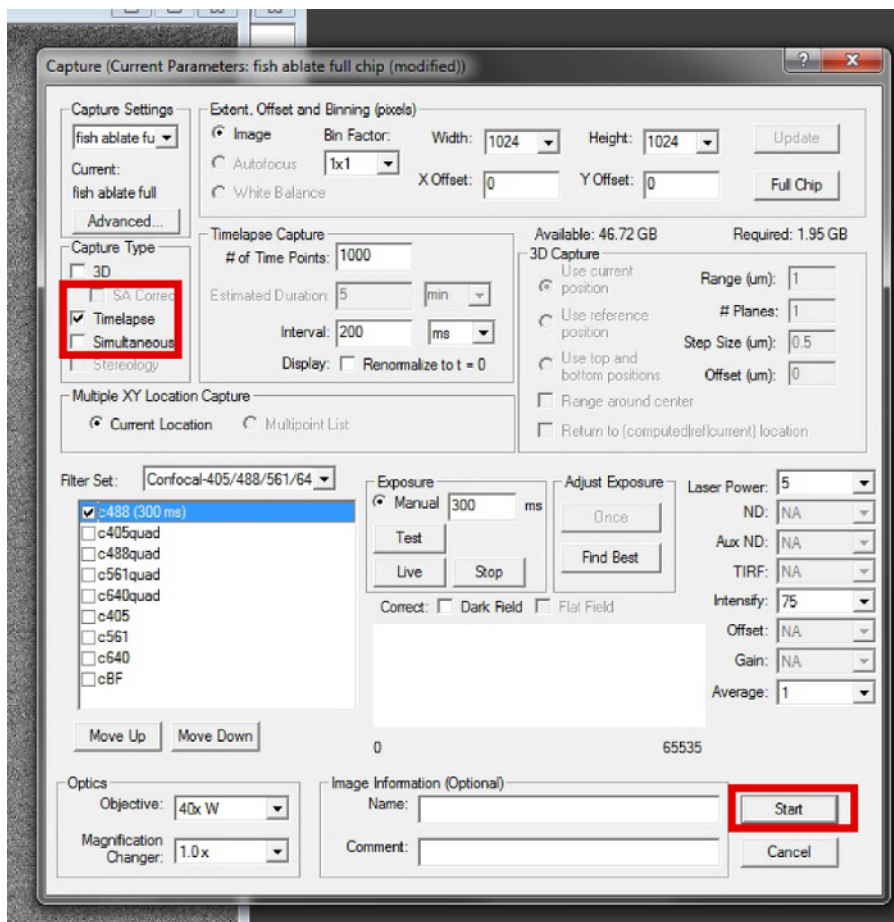 Capture (Current Parameters: fish ablate full chip (modified))
Capture Settings
fish ablate fu
Current:
fish ablate full
Advanced...
Extent, Offset and Binning (pixels)
Image
Bin Factor:
Width: 1024
Height: 1024
Update
Autofocus
1x1
White Balance
X Offset: 0
Y Offset: 0
Full Chip
Capture Type
3D
SA Correc
Timelapse
Simultaneous
Stereology
Timelapse Capture
# of Time Points: 1000
Estimated Duration: 5 min
Interval: 200 ms
Display: Renormalize to t = 0
Available: 46.72 GB
Required: 1.95 GB
3D Capture
Use current
position
Use reference
position
Use top and
bottom positions
Range (um): 1
# Planes: 1
Step Size (um): 0.5
Offset (um): 0
Range around center
Return to (computed|ref|current) location
Multiple XY Location Capture
Current Location
Multipoint List
Filter Set: Confocal-405/488/561/64
c488 (300 ms)
c405quad
c488quad
c561quad
c640quad
c405
c561
c640
cBF
Move Up
Move Down
Exposure
Manual 300 ms
Test
Live
Stop
Adjust Exposure
Once
Find Best
Correct: Dark Field Flat Field
0
65535
Laser Power: 5
ND: NA
Aux ND: NA
TIRF: NA
Intensify: 75
Offset: NA
Gain: NA
Average: 1
Optics
Objective: 40x W
Magnification
Changer: 1.0 x
Image Information (Optional)
Name:
Comment:
Start
Cancel